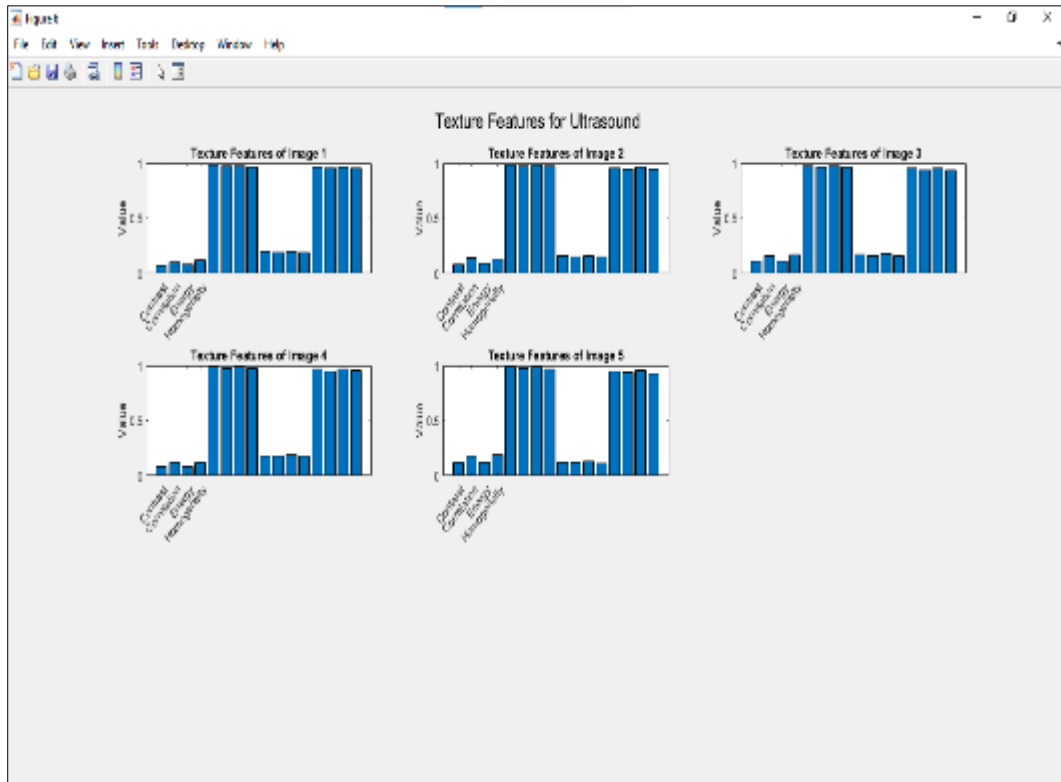 Figure 6
File Edit View Insert Tools Desktop Window Help
Texture Features for Ultrasound
Texture Features of Image 1
1
0.5
0
Value
Contrast
Correlation
Energy
Homogeneity
Texture Features of Image 2
1
0.5
0
Value
Contrast
Correlation
Energy
Homogeneity
Texture Features of Image 3
1
0.5
0
Value
Contrast
Correlation
Energy
Homogeneity
Texture Features of Image 4
1
0.5
0
Value
Contrast
Correlation
Energy
Homogeneity
Texture Features of Image 5
1
0.5
0
Value
Contrast
Correlation
Energy
Homogeneity